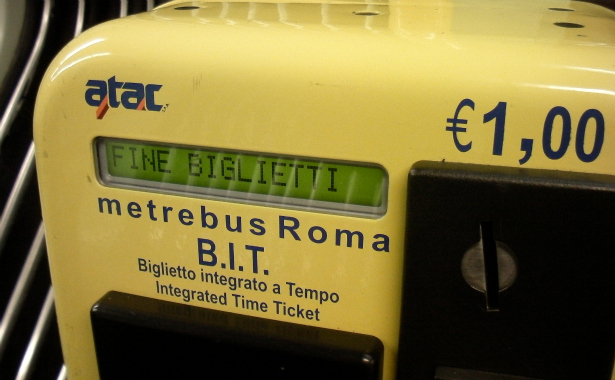 atac
€1,00
FINE BIGLIETTI
metrebus Roma
B.I.T.
Biglietto integrato a Tempo
Integrated Time Ticket